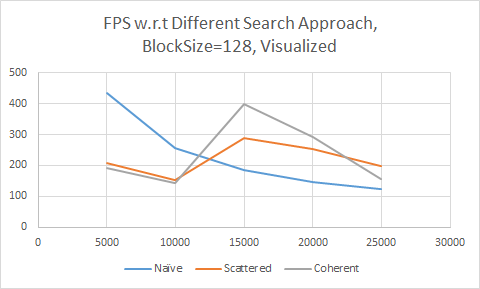 FPS w.r.t Different Search Approach,
BlockSize=128, Visualized
500
400
300
200
100
0
0 5000 10000 15000 20000 25000 30000
Naïve Scattered Coherent